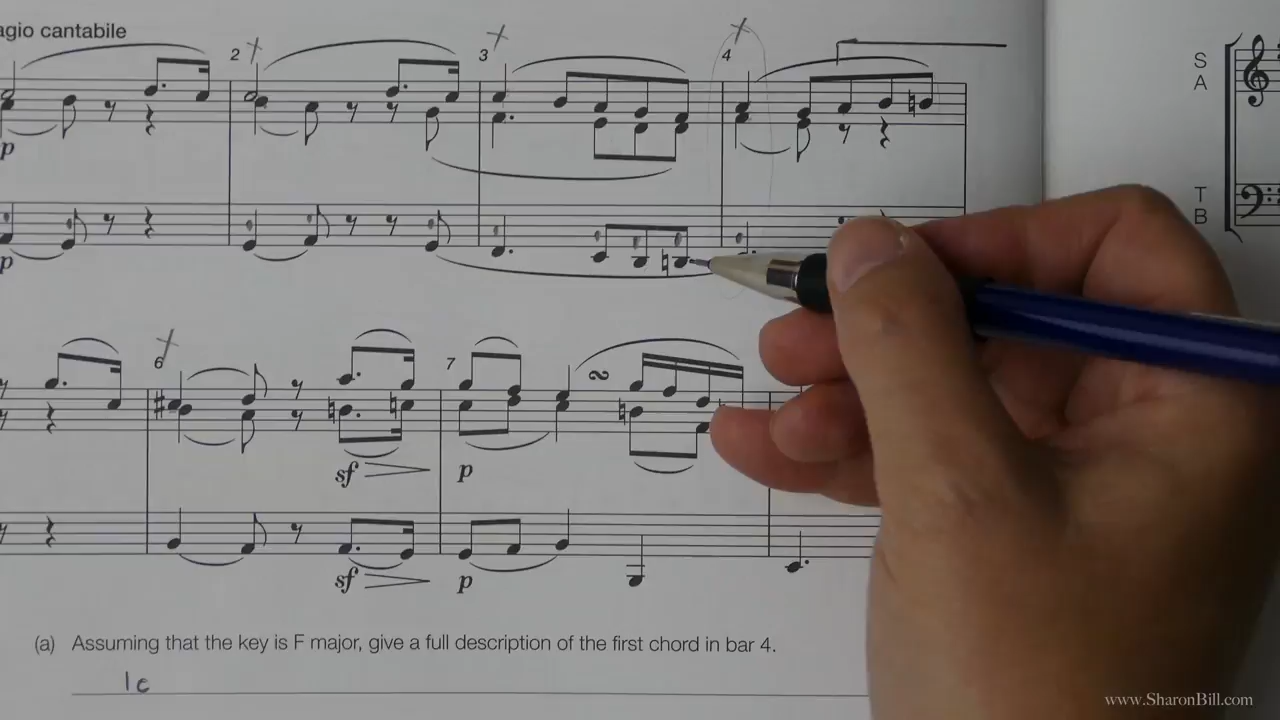 agio cantabile
2
3
4
S
A
p
T
B
p
6
7
sf
p
sf
p
(a) Assuming that the key is F major, give a full description of the first chord in bar 4.
Ic
www.SharonBill.com